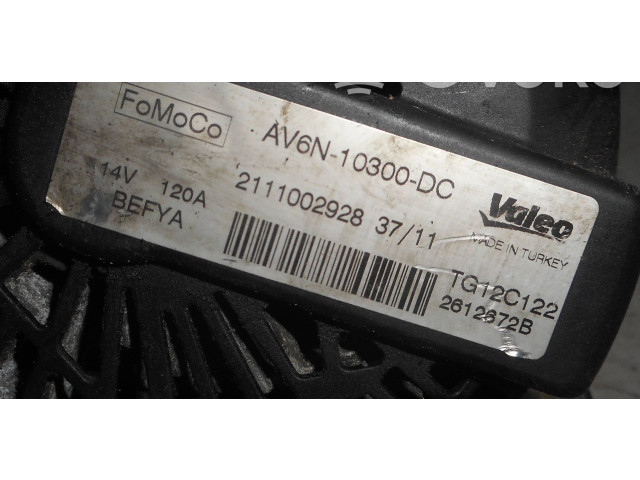 FoMoCo
AV6N-10300-DC
14V 120A
2111002928 37/11
BEFYA
Valeo
MADE IN TURKEY
TG12C122
2612672B